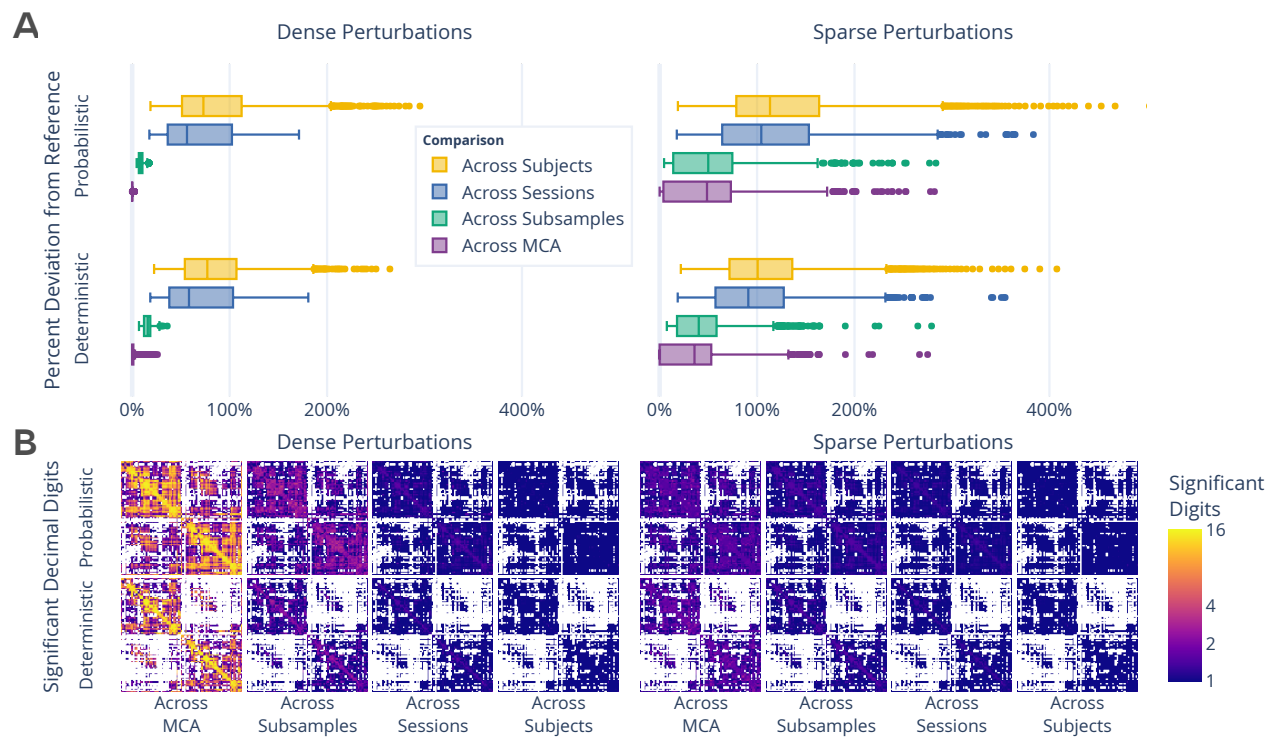 A
Dense Perturbations
Sparse Perturbations
Percent Deviation from Reference
Probabilistic
Deterministic
Comparison
Across Subjects
Across Sessions
Across Subsamples
Across MCA
0%
100%
200%
400%
0%
100%
200%
400%
B
Dense Perturbations
Sparse Perturbations
Significant Decimal Digits
Probabilistic
Deterministic
Significant
Digits
16
4
2
1
Across
MCA
Across
Subsamples
Across
Sessions
Across
Subjects
Across
MCA
Across
Subsamples
Across
Sessions
Across
Subjects